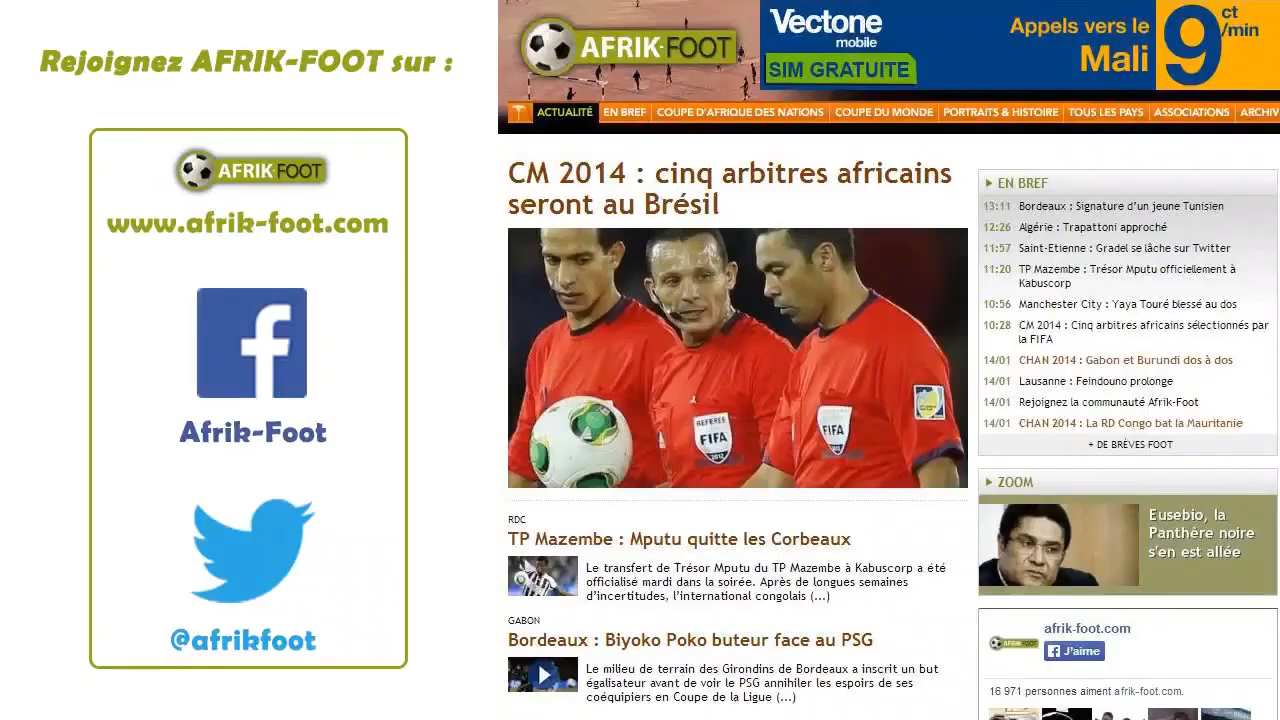 Rejoignez AFRIK-FOOT sur :
AFRIK-FOOT
www.afrik-foot.com
f
Afrik-Foot
@afrikfoot
AFRIK-FOOT
Vectone
mobile
SIM GRATUITE
Appels vers le
Mali
9 ct
/min
ACTUALITÉ
EN BREF
COUPE D'AFRIQUE DES NATIONS
COUPE DU MONDE
PORTRAITS & HISTOIRE
TOUS LES PAYS
ASSOCIATIONS
ARCHIV
CM 2014 : cinq arbitres africains
seront au Brésil
REFEREE
FIFA
2012
FIFA
RDC
TP Mazembe : Mputu quitte les Corbeaux
Le transfert de Trésor Mputu du TP Mazembe à Kabuscorp a été
officialisé mardi dans la soirée. Après de longues semaines
d'incertitudes, l'international congolais (...)
GABON
Bordeaux : Biyoko Poko buteur face au PSG
Le milieu de terrain des Girondins de Bordeaux a inscrit un but
égalisateur avant de voir le PSG annihiler les espoirs de ses
coéquipiers en Coupe de la Ligue (...)
EN BREF
13:11 Bordeaux : Signature d'un jeune Tunisien
12:26 Algérie : Trapattoni approché
11:57 Saint-Etienne : Gradel se lâche sur Twitter
11:20 TP Mazembe : Trésor Mputu officiellement à
Kabuscorp
10:56 Manchester City : Yaya Touré blessé au dos
10:28 CM 2014 : Cinq arbitres africains sélectionnés par
la FIFA
14/01 CHAN 2014 : Gabon et Burundi dos à dos
14/01 Lausanne : Feindouno prolonge
14/01 Rejoignez la communauté Afrik-Foot
14/01 CHAN 2014 : La RD Congo bat la Mauritanie
+ DE BRÈVES FOOT
ZOOM
Eusebio, la
Panthère noire
s'en est allée
AFRIK-FOOT
afrik-foot.com
f J'aime
16 971 personnes aiment afrik-foot.com.